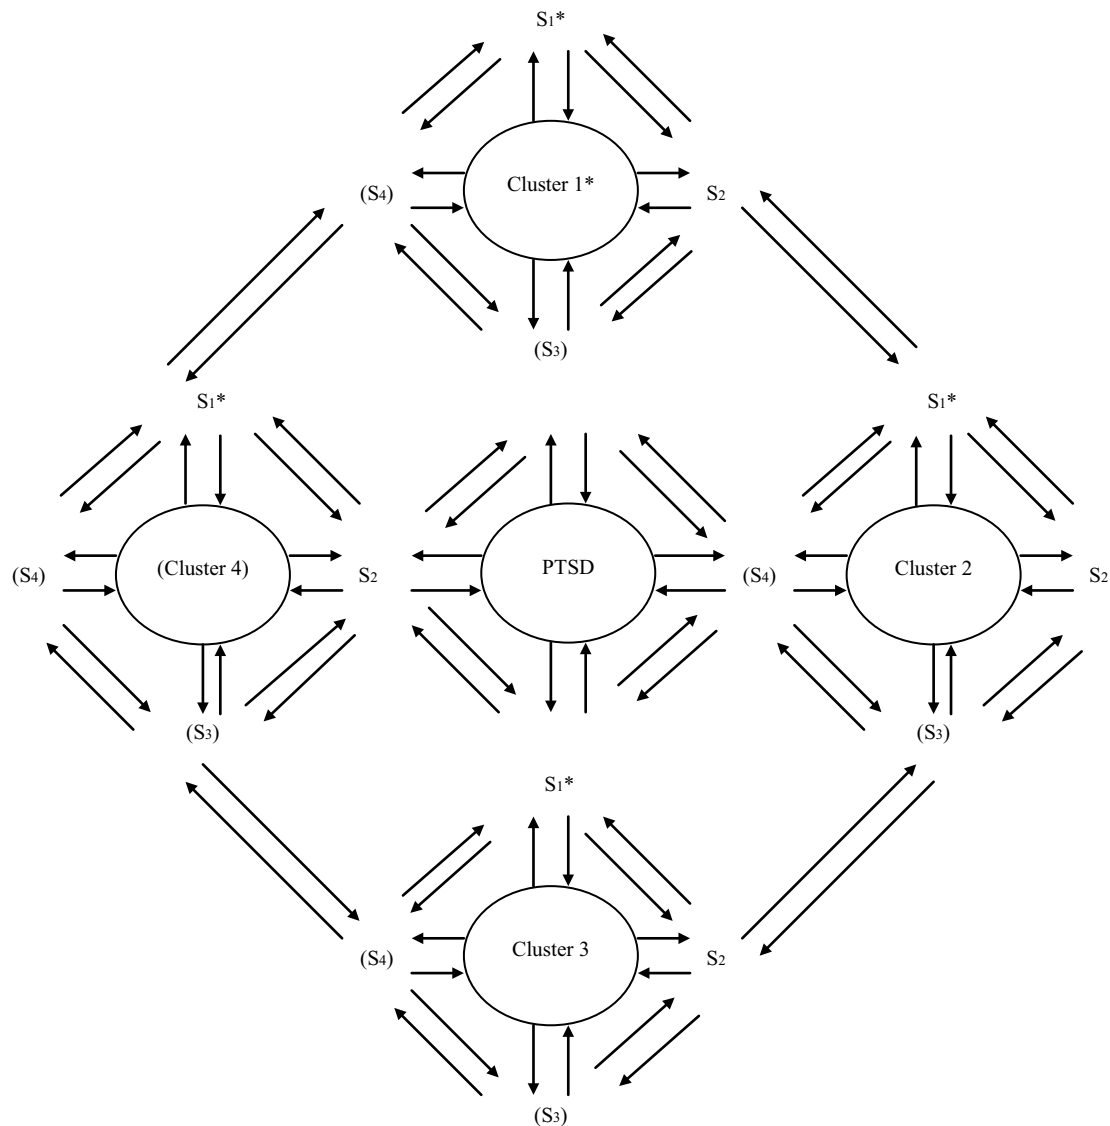 S1*
Cluster 1*
(S4)
S2
(S3)
S1*
S1*
(Cluster 4)
PTSD
Cluster 2
(S4)
S2
(S4)
S2
(S3)
(S3)
S1*
Cluster 3
(S4)
S2
(S3)